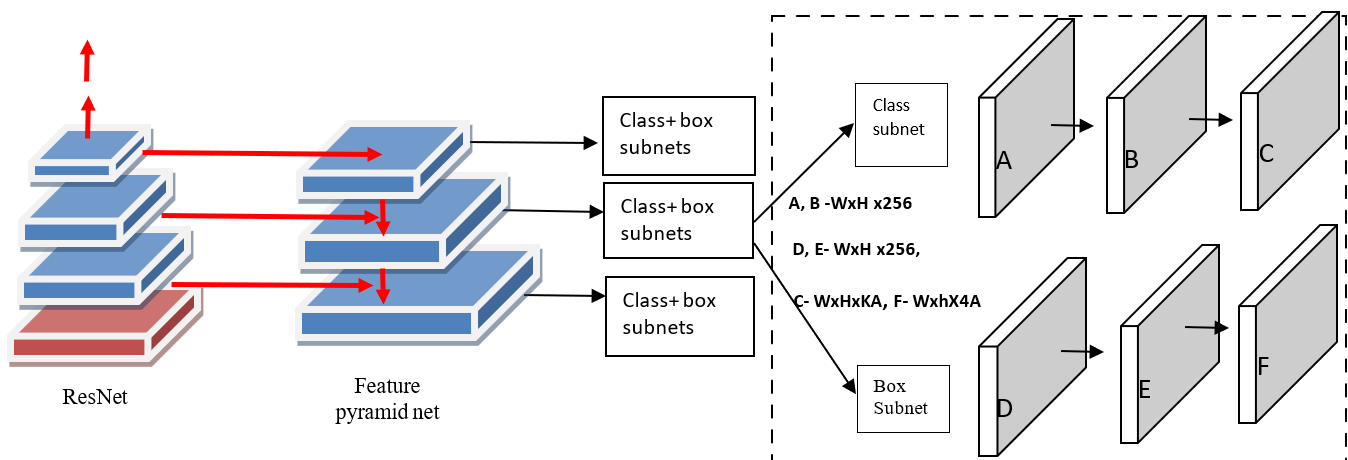 ResNet
Feature
pyramid net
Class+ box
subnets
Class+ box
subnets
Class+ box
subnets
Class
subnet
A, B -WxH x256
D, E- WxH x256,
C- WxHxKA, F- WxhX4A
Box
Subnet
A
B
C
D
E
F